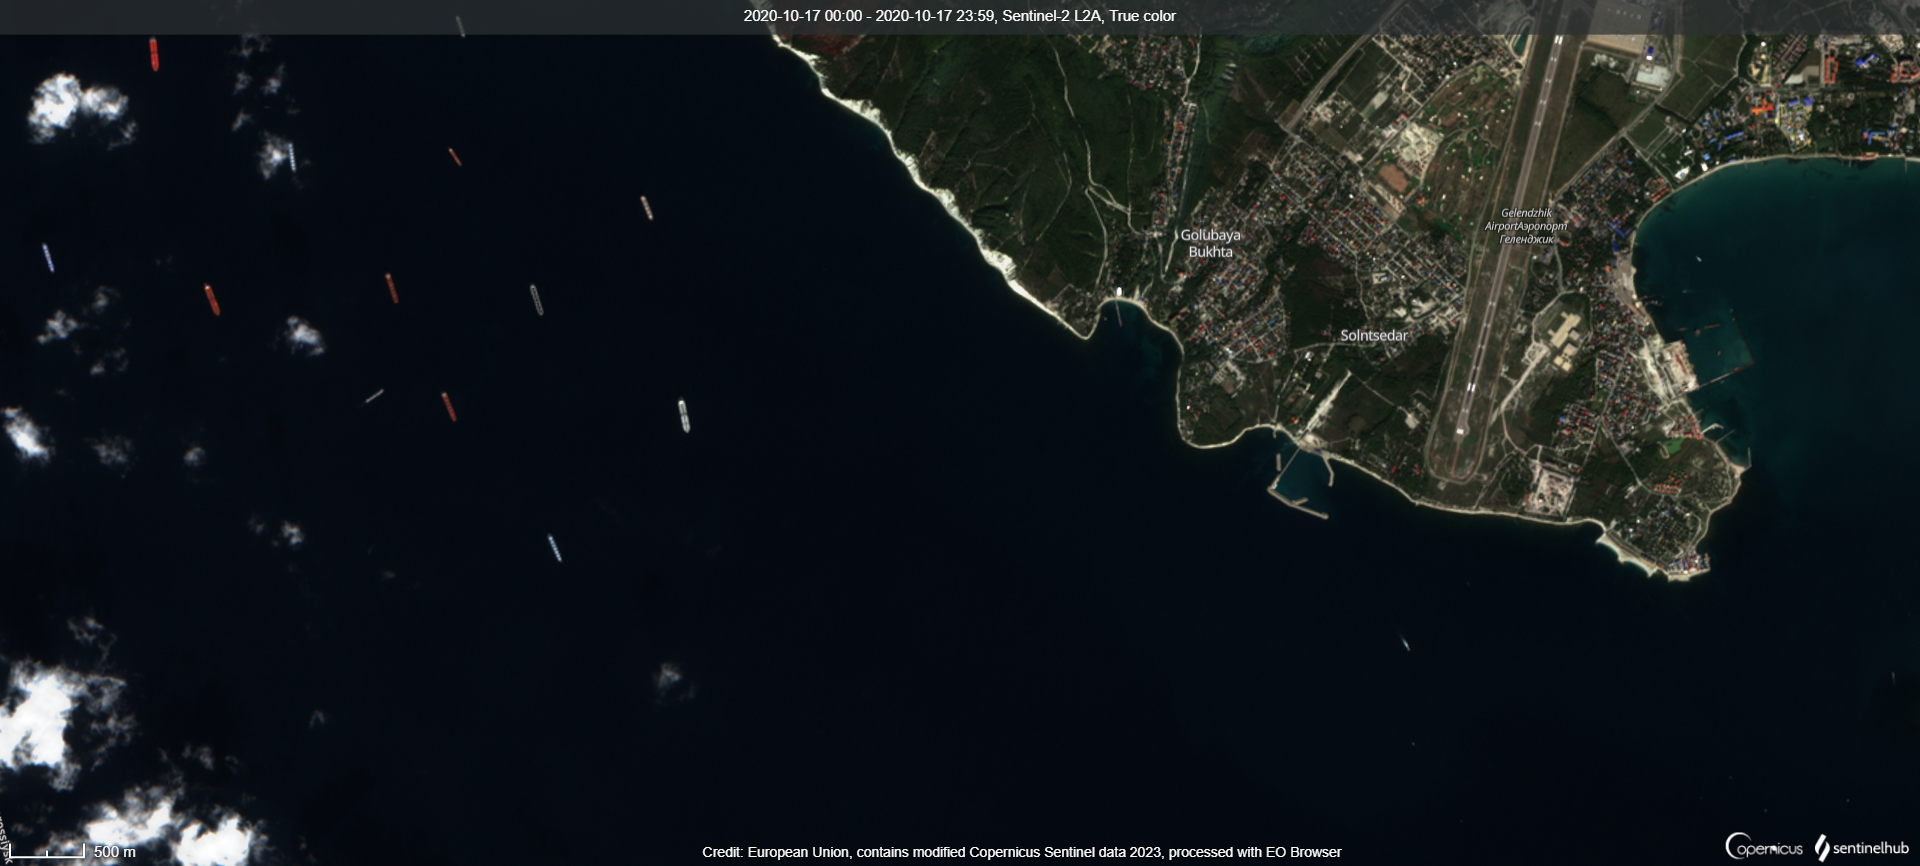 2020-10-17 00:00 - 2020-10-17 23:59, Sentinel-2 L2A, True color
Gelendzhik
AirportАэропорт
Геленджик
Golubaya
Bukhta
Solntsedar
500 m
Credit: European Union, contains modified Copernicus Sentinel data 2023, processed with EO Browser
Copernicus
sentinelhub